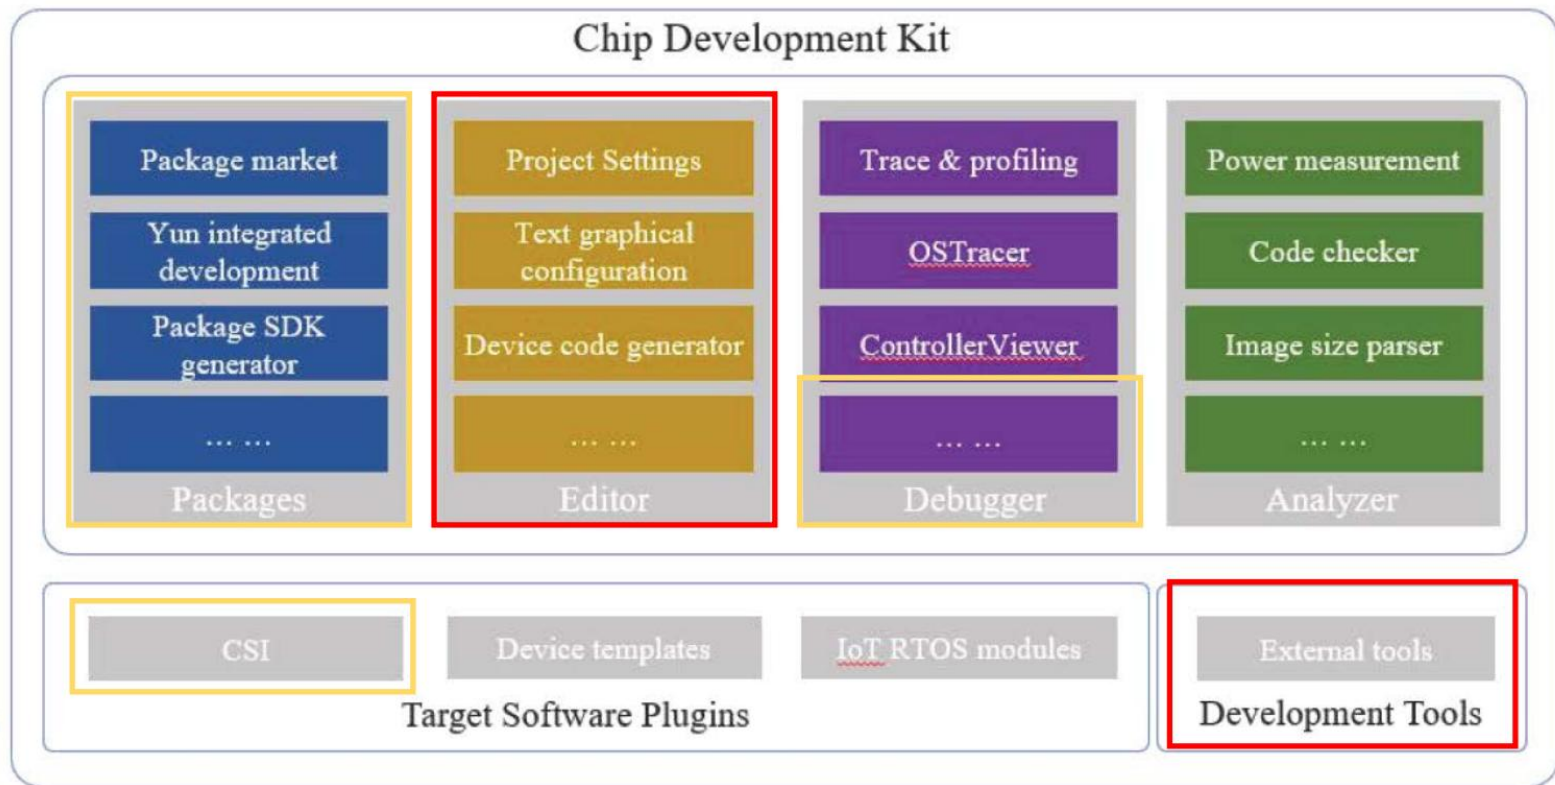 Chip Development Kit
Package market
Yun integrated
development
Package SDK
generator
... ...
Packages
Project Settings
Text graphical
configuration
Device code generator
... ...
Editor
Trace & profiling
OSTracer
ControllerViewer
... ...
Debugger
Power measurement
Code checker
Image size parser
... ...
Analyzer
CSI
Device templates
IoT RTOS modules
Target Software Plugins
External tools
Development Tools